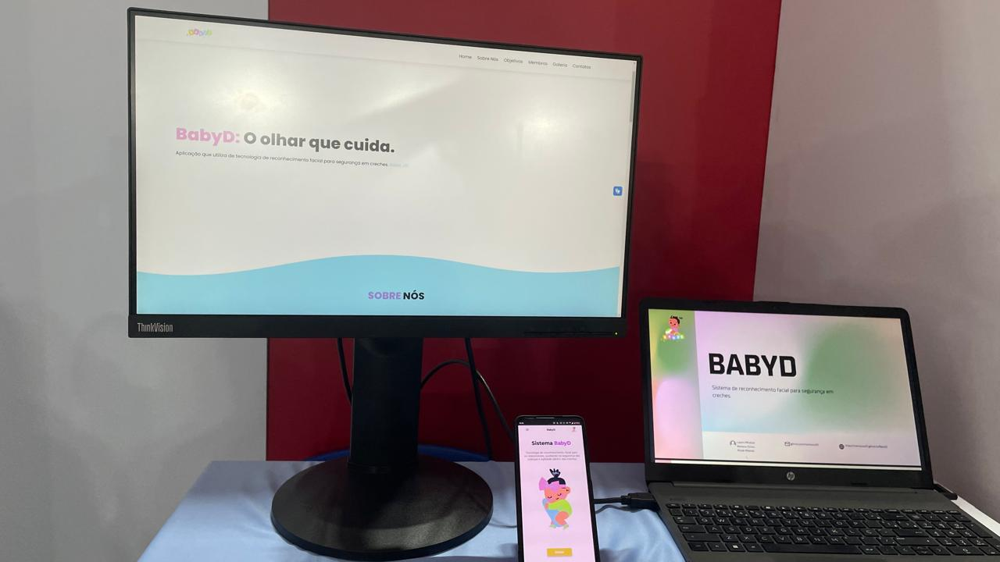 Home Sobre Nós Objetivos Membros Galeria Contatos
BabyD: O olhar que cuida.
Aplicação que utiliza de tecnologia de reconhecimento facial para segurança em creches.
SOBRE NÓS
ThinkVision
BabyD
Sistema BabyD
BABYD
Sistema de reconhecimento facial para segurança em
creches.
hp